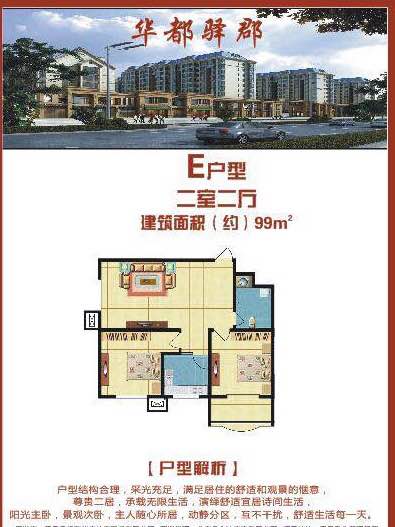 华都驿郡
E户型
二室二厅
建筑面积（约）99m²
【户型解析】
户型结构合理，采光充足，满足居住的舒适和观景的惬意，
尊贵二居，承载无限生活，演绎舒适宜居诗间生活，
阳光主卧，景观次卧，主人随心所居，动静分区，互不干扰，舒适生活每一天。